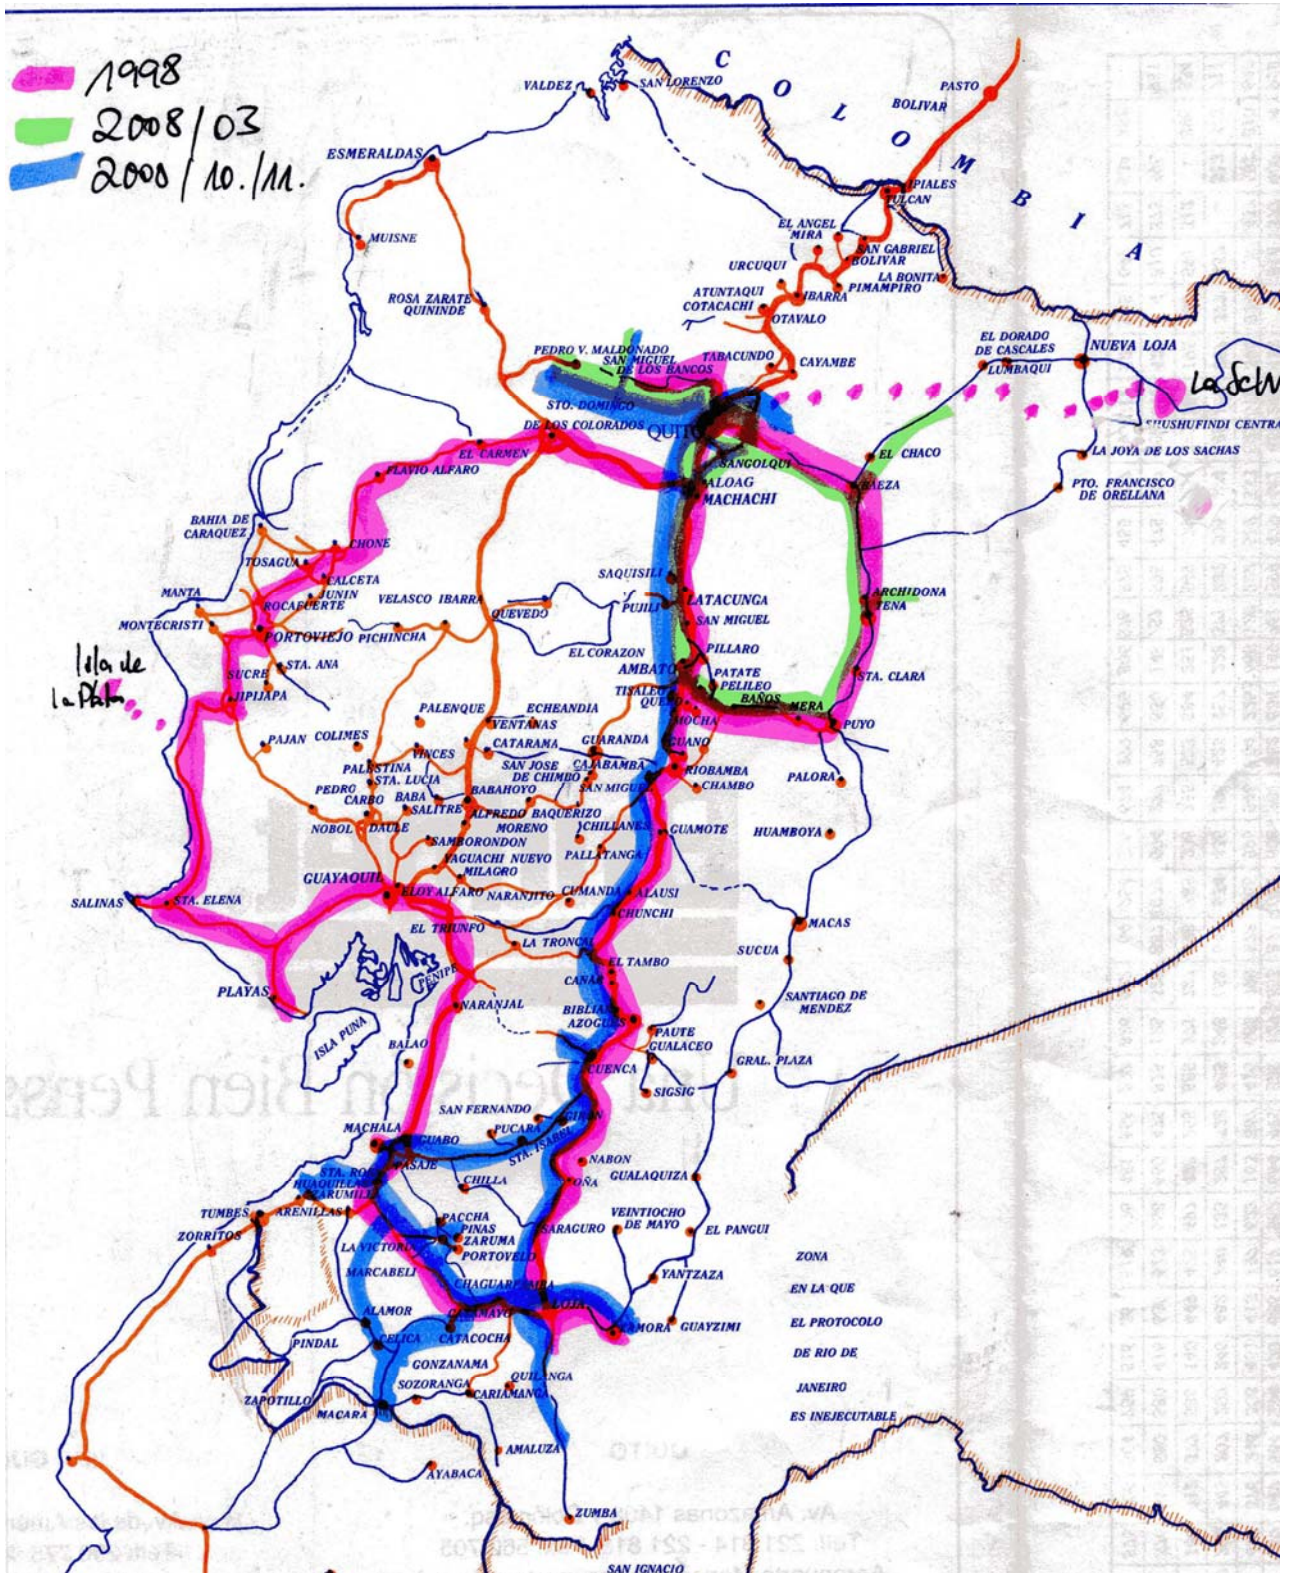 1998
2008/03
2000/10./11.
C O L O M B I A
VALDEZ
SAN LORENZO
PASTO
BOLIVAR
ESMERALDAS
IPIALES
TULCAN
EL ANGEL
MIRA
MUISNE
SAN GABRIEL
BOLIVAR
URCUQUI
LA BONITA
PIMAMPIRO
ATUNTAQUI
IBARRA
COTACACHI
ROSA ZARATE
QUININDE
OTAVALO
EL DORADO
DE CASCALES
NUEVA LOJA
PEDRO V. MALDONADO
SAN MIGUEL
DE LOS BANCOS
TABACUNDO
CAYAMBE
LUMBAQUI
STO. DOMINGO
DE LOS COLORADOS
QUITO
SHUSHUFINDI CENTRA
EL CARMEN
SANGOLQUI
EL CHACO
LA JOYA DE LOS SACHAS
FLAVIO ALFARO
ALOAG
MACHACHI
BAEZA
PTO. FRANCISCO
DE ORELLANA
BAHIA DE
CARAQUEZ
CHONE
TOSAGUA
CALCETA
SAQUISILI
MANTA
JUNIN
ROCAFUERTE
VELASCO IBARRA
QUEVEDO
PUJILI
LATACUNGA
ARCHIDONA
TENA
MONTECRISTI
PORTOVIEJO
PICHINCHA
SAN MIGUEL
EL CORAZON
PILLARO
Isla de
la Plata
SUCRE
STA. ANA
AMBATO
PATATE
PELILEO
STA. CLARA
JIPIJAPA
TISALEO
QUERO
BAÑOS
MERA
PALENQUE
ECHEANDIA
VENTANAS
MOCHA
PUYO
PAJAN
COLIMES
VINCES
CATARAMA
GUARANDA
GUANO
PALESTINA
SAN JOSE
DE CHIMBO
CAJABAMBA
RIOBAMBA
STA. LUCIA
SAN MIGUEL
CHAMBO
PALORA
PEDRO
CARBO
BABA
BABAHOYO
SALITRE
ALFREDO BAQUERIZO
MORENO
NOBOL
DAULE
CHILLANES
GUAMOTE
HUAMBOYA
SAMBORONDON
PALLATANGA
YAGUACHI NUEVO
MILAGRO
GUAYAQUIL
ELOY ALFARO
NARANJITO
CUMANDA
ALAUSI
SALINAS
STA. ELENA
CHUNCHI
EL TRIUNFO
MACAS
LA TRONCAL
SUCUA
EL TAMBO
PLAYAS
PENIPE
CAÑAR
NARANJAL
SANTIAGO DE
MENDEZ
BIBLIAN
AZOGUES
ISLA PUNA
PAUTE
GUALACEO
BALAO
CUENCA
GRAL. PLAZA
SIGSIG
SAN FERNANDO
GIRON
MACHALA
PUCARA
GUABO
STA. ISABEL
PASAJE
NABON
HUAQUILLAS
CHILLA
OÑA
GUALAQUIZA
TUMBES
ARENILLAS
PACCHA
VEINTIOCHO
DE MAYO
PINAS
ZARUMA
SARAGURO
EL PANGUI
ZORRITOS
PORTOVELO
ZONA
MARCABELI
YANTZAZA
CHAGUARPAMBA
EN LA QUE
LOJA
CATAMAYO
ALAMOR
ZAMORA
GUAYZIMI
EL PROTOCOLO
PINDAL
CELICA
CATACOCHA
DE RIO DE
GONZANAMA
QUILANGA
JANEIRO
SOZORANGA
CARIAMANGA
ZAPOTILLO
MACARA
ES INEJECUTABLE
AMALUZA
AYABACA
ZUMBA
SAN IGNACIO